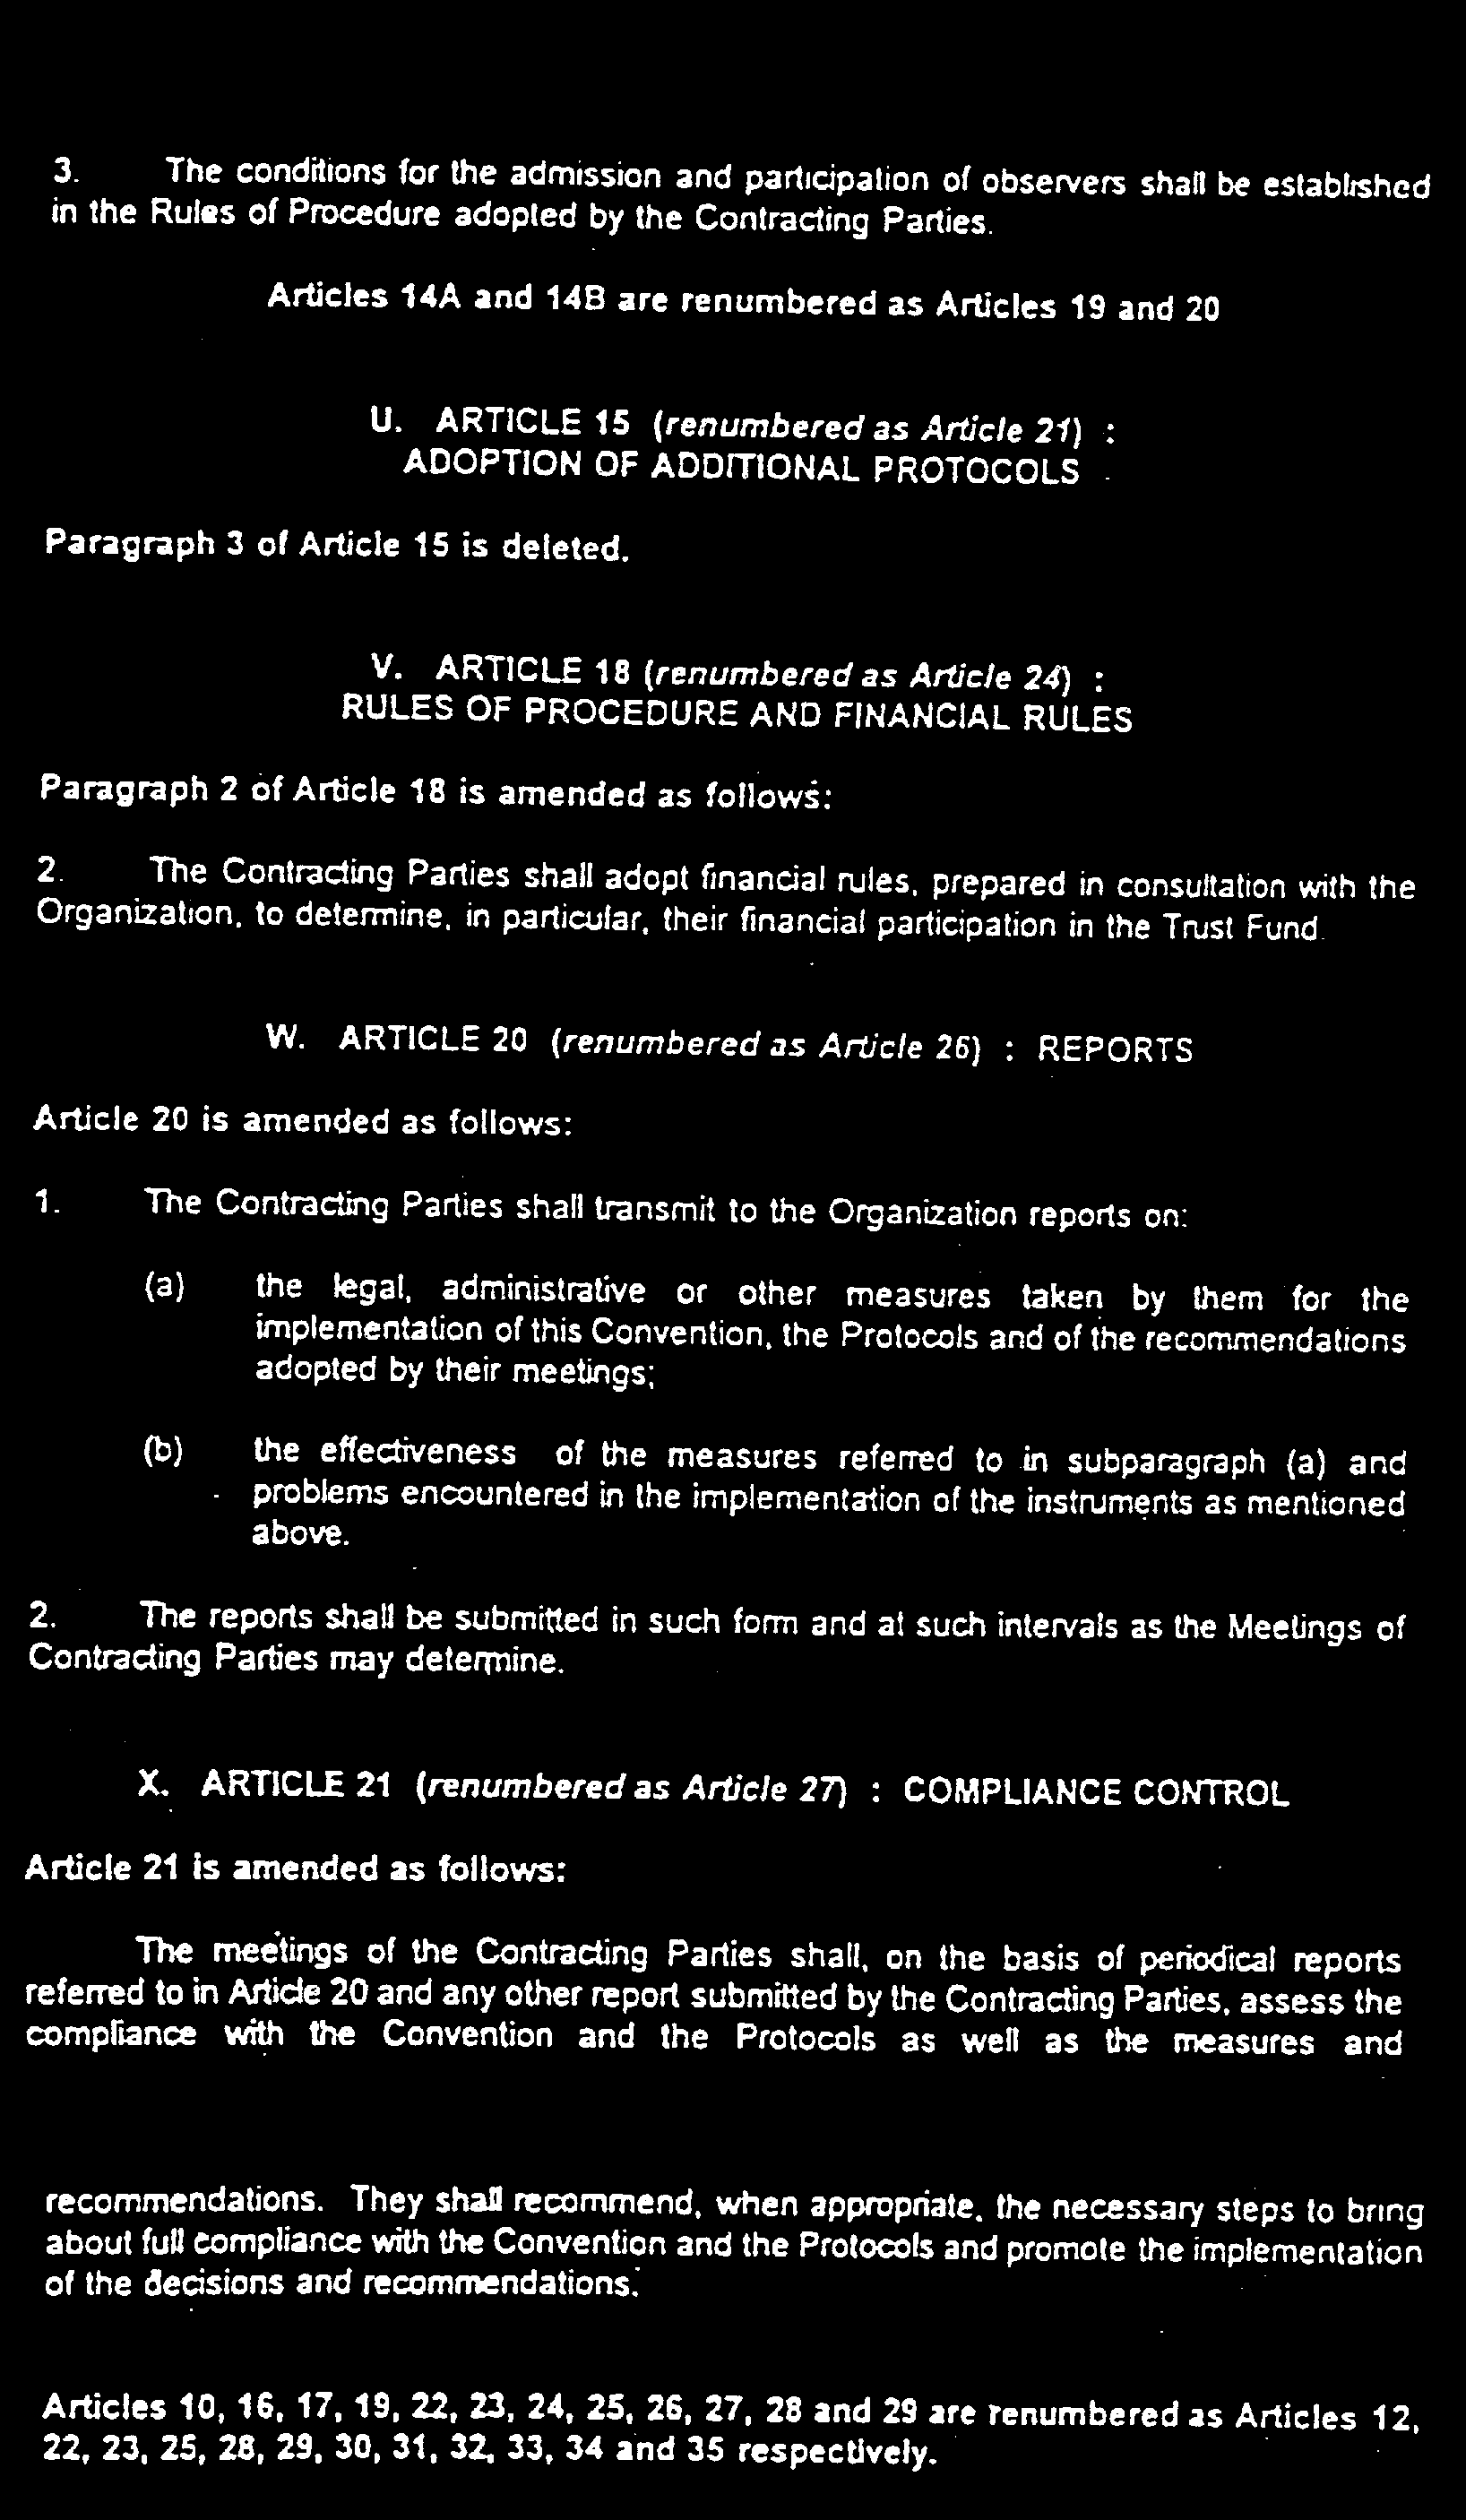 3. The conditions for the admission and participation of observers shall be established
in the Rules of Procedure adopted by the Contracting Parties.
Articles 14A and 14B are renumbered as Articles 19 and 20
U. ARTICLE 15 (renumbered as Article 21) :
ADOPTION OF ADDITIONAL PROTOCOLS
Paragraph 3 of Article 15 is deleted.
V. ARTICLE 18 (renumbered as Article 24) :
RULES OF PROCEDURE AND FINANCIAL RULES
Paragraph 2 of Article 18 is amended as follows:
2. The Contracting Parties shall adopt financial rules, prepared in consultation with the
Organization, to determine, in particular, their financial participation in the Trust Fund.
W. ARTICLE 20 (renumbered as Article 26) : REPORTS
Article 20 is amended as follows:
1. The Contracting Parties shall transmit to the Organization reports on:
(a) the legal, administrative or other measures taken by them for the
implementation of this Convention, the Protocols and of the recommendations
adopted by their meetings;
(b) the effectiveness of the measures referred to in subparagraph (a) and
problems encountered in the implementation of the instruments as mentioned
above.
2. The reports shall be submitted in such form and at such intervals as the Meetings of
Contracting Parties may determine.
X. ARTICLE 21 (renumbered as Article 27) : COMPLIANCE CONTROL
Article 21 is amended as follows:
The meetings of the Contracting Parties shall, on the basis of periodical reports
referred to in Article 20 and any other report submitted by the Contracting Parties, assess the
compliance with the Convention and the Protocols as well as the measures and
recommendations. They shall recommend, when appropriate, the necessary steps to bring
about full compliance with the Convention and the Protocols and promote the implementation
of the decisions and recommendations.
Articles 10, 16, 17, 19, 22, 23, 24, 25, 26, 27, 28 and 29 are renumbered as Articles 12,
22, 23, 25, 28, 29, 30, 31, 32, 33, 34 and 35 respectively.